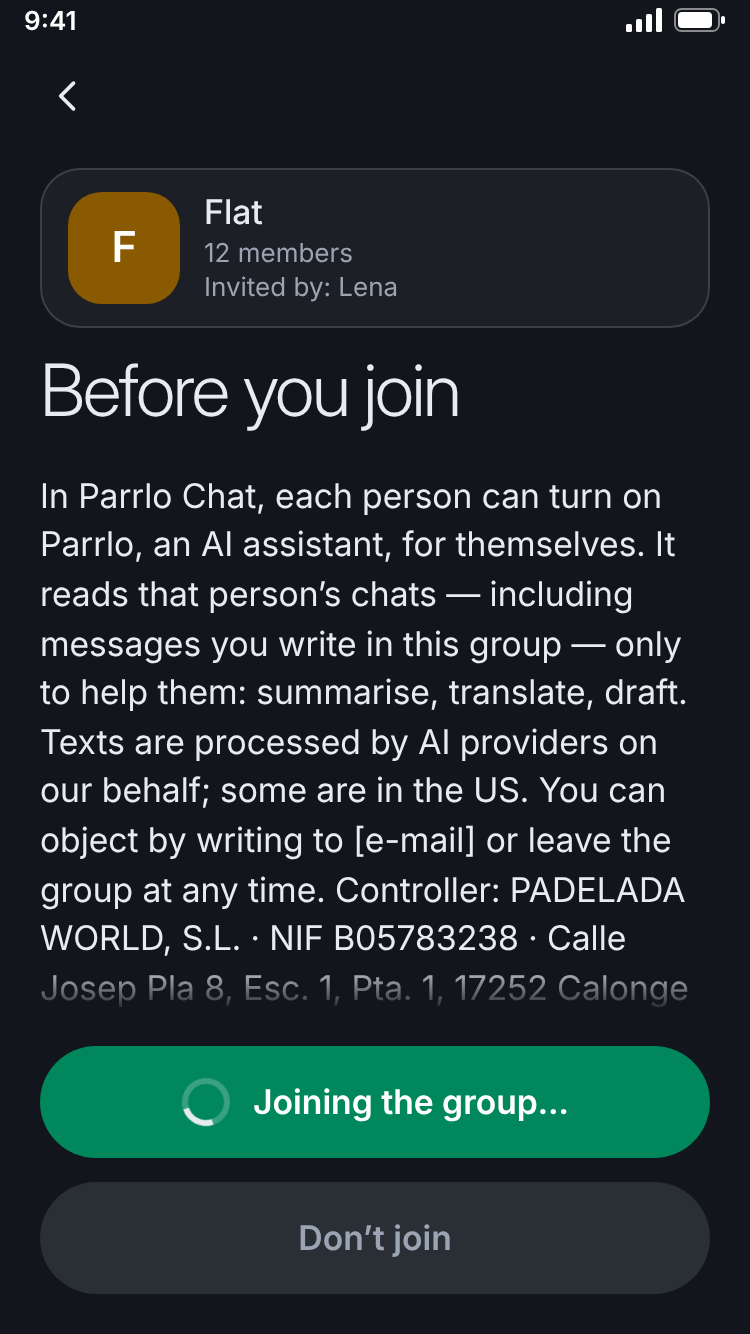 9:41
F
Flat
12 members
Invited by: Lena
Before you join
In Parrlo Chat, each person can turn on
Parrlo, an AI assistant, for themselves. It
reads that person’s chats — including
messages you write in this group — only
to help them: summarise, translate, draft.
Texts are processed by AI providers on
our behalf; some are in the US. You can
object by writing to [e-mail] or leave the
group at any time. Controller: PADELADA
WORLD, S.L. · NIF B05783238 · Calle
Josep Pla 8, Esc. 1, Pta. 1, 17252 Calonge
Joining the group...
Don’t join